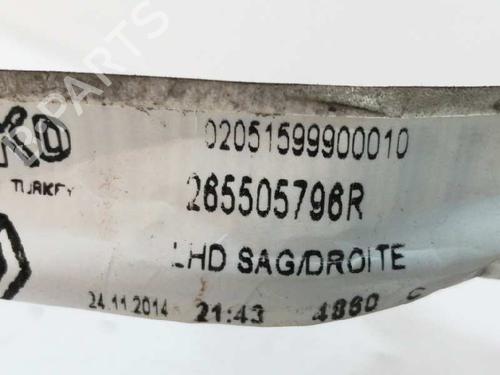 02051599900010
TURKEY
265505796R
LHD SAG/DROITE
24.11.2014 21:43 4860 C